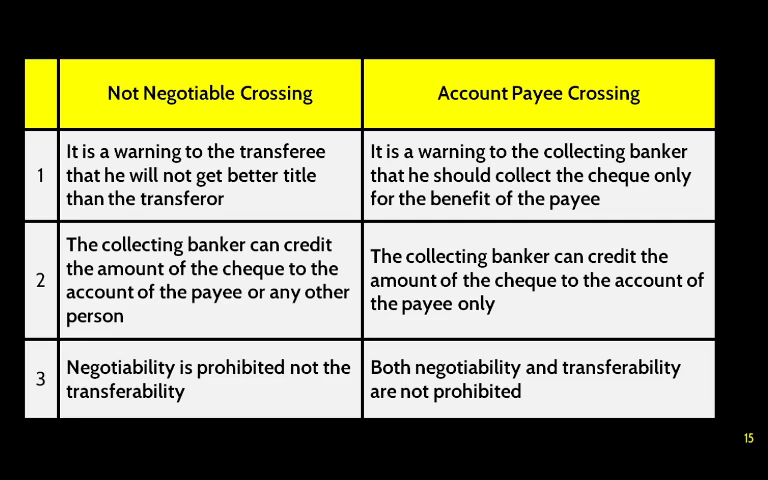 Not Negotiable Crossing
Account Payee Crossing
1
It is a warning to the transferee
that he will not get better title
than the transferor
It is a warning to the collecting banker
that he should collect the cheque only
for the benefit of the payee
2
The collecting banker can credit
the amount of the cheque to the
account of the payee or any other
person
The collecting banker can credit the
amount of the cheque to the account of
the payee only
3
Negotiability is prohibited not the
transferability
Both negotiability and transferability
are not prohibited
15